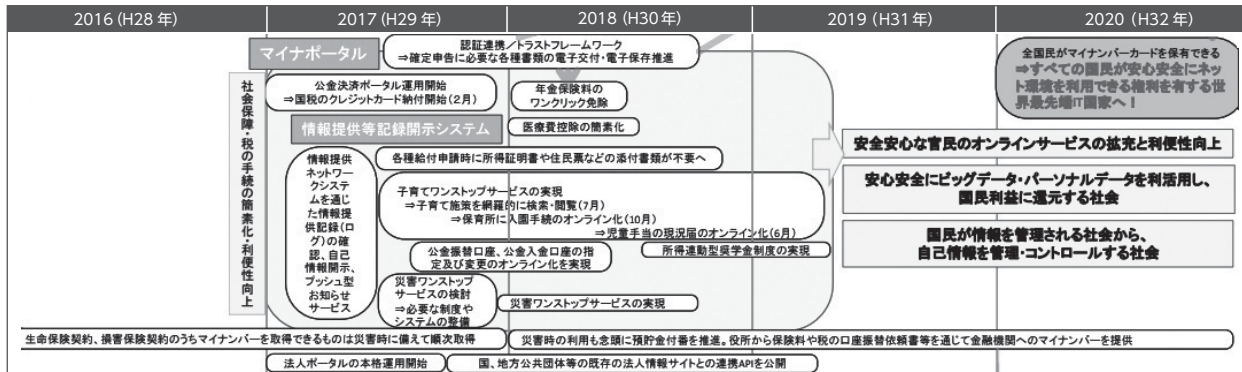 2016（H28年）
2017（H29年）
2018（H30年）
2019（H31年）
2020（H32年）
マイナポータル
認証連携／トラストフレームワーク
⇒確定申告に必要な各種書類の電子交付・電子保存推進
全国民がマイナンバーカードを保有できる
⇒すべての国民が安心安全にネッ
ト環境を利用できる権利を有する世
界最先端IT国家へ！
社会保障・税の手続の簡素化・利便性向上
公金決済ポータル運用開始
⇒国税のクレジットカード納付開始（2月）
年金保険料の
ワンクリック免除
情報提供等記録開示システム
医療費控除の簡素化
情報提供
ネットワー
クシステ
ムを通じ
た情報提
供記録（ロ
グ）の確
認、自己
情報開示、
プッシュ型
お知らせ
サービス
各種給付申請時に所得証明書や住民票などの添付書類が不要へ
子育てワンストップサービスの実現
⇒子育て施策を網羅的に検索・閲覧（7月）
⇒保育所に入園手続のオンライン化（10月）
⇒児童手当の現況届のオンライン化（6月）
公金振替口座、公金入金口座の指
定及び変更のオンライン化を実現
所得連動型奨学金制度の実現
災害ワンストップ
サービスの検討
⇒必要な制度や
システムの整備
災害ワンストップサービスの実現
安全安心な官民のオンラインサービスの拡充と利便性向上
安心安全にビッグデータ・パーソナルデータを利活用し、
国民利益に還元する社会
国民が情報を管理される社会から、
自己情報を管理・コントロールする社会
生命保険契約、損害保険契約のうちマイナンバーを取得できるものは災害時に備えて順次取得
災害時の利用も念頭に預貯金付番を推進。役所から保険料や税の口座振替依頼書等を通じて金融機関へのマイナンバーを提供
法人ポータルの本格運用開始
国、地方公共団体等の既存の法人情報サイトとの連携APIを公開